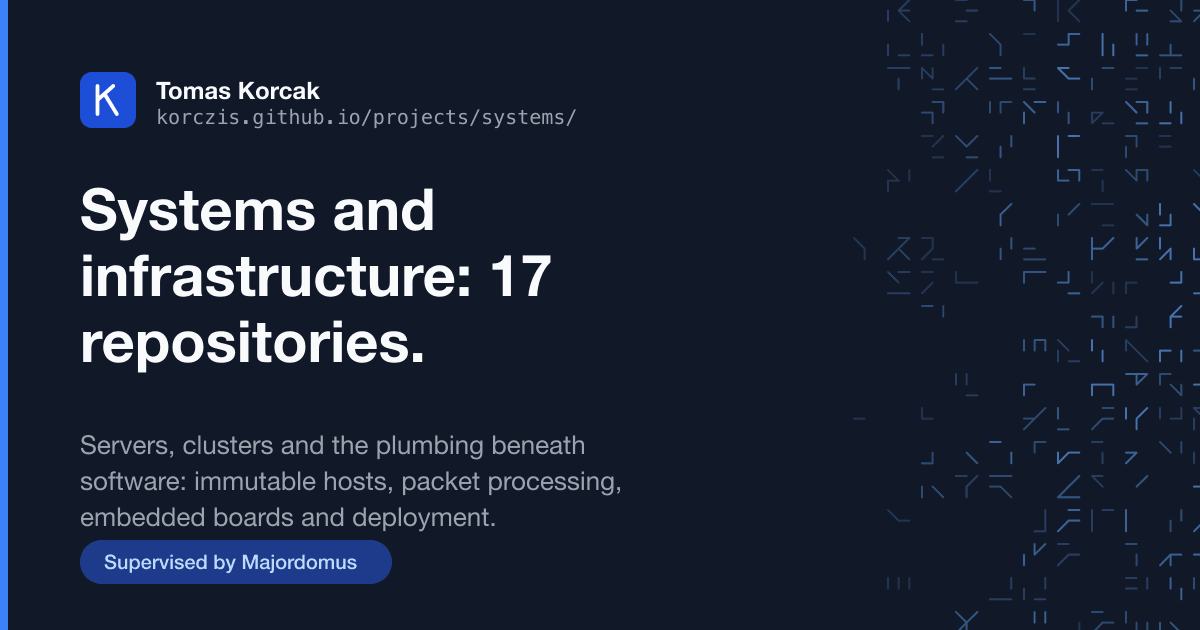 K
Tomas Korcak
korczis.github.io/projects/systems/
Systems and
infrastructure: 17
repositories.
Servers, clusters and the plumbing beneath
software: immutable hosts, packet processing,
embedded boards and deployment.
Supervised by Majordomus